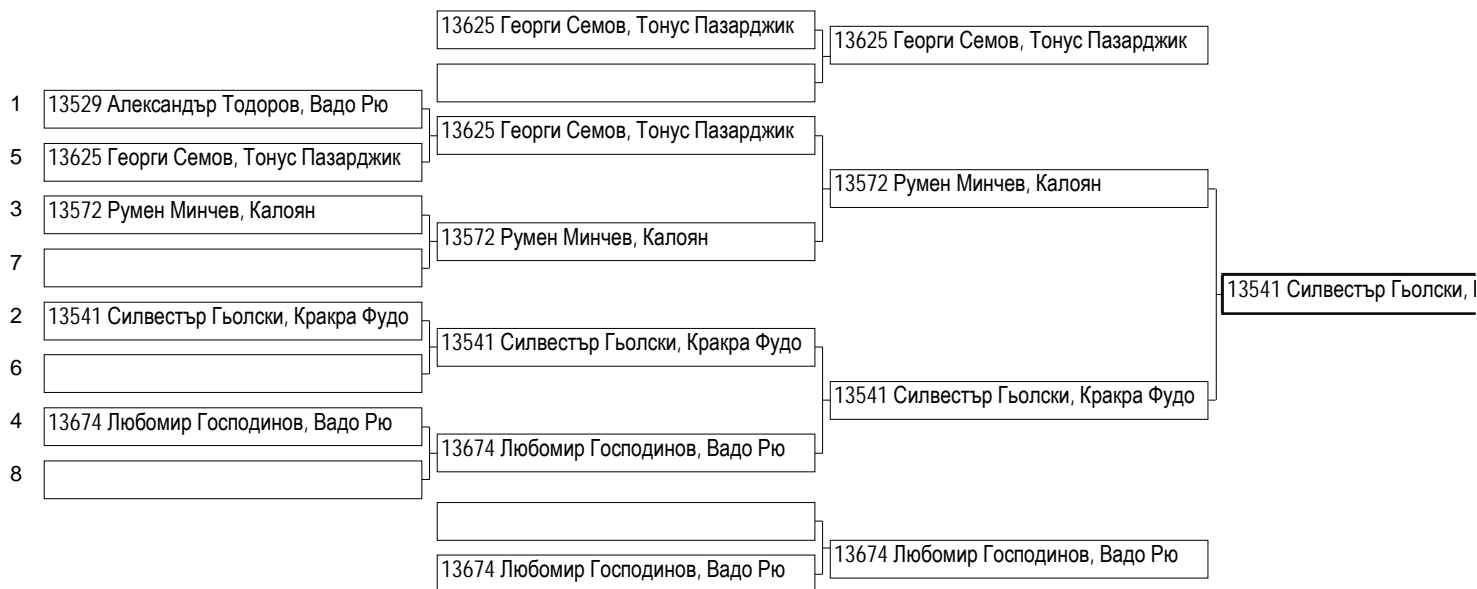 13625 Георги Семов, Тонус Пазарджик
13625 Георги Семов, Тонус Пазарджик
1 13529 Александър Тодоров, Вадо Рю
13625 Георги Семов, Тонус Пазарджик
5 13625 Георги Семов, Тонус Пазарджик
13572 Румен Минчев, Калоян
3 13572 Румен Минчев, Калоян
13572 Румен Минчев, Калоян
7
13541 Силвестър Гьолски,
2 13541 Силвестър Гьолски, Кракра Фудо
13541 Силвестър Гьолски, Кракра Фудо
6
13541 Силвестър Гьолски, Кракра Фудо
4 13674 Любомир Господинов, Вадо Рю
13674 Любомир Господинов, Вадо Рю
8
13674 Любомир Господинов, Вадо Рю
13674 Любомир Господинов, Вадо Рю